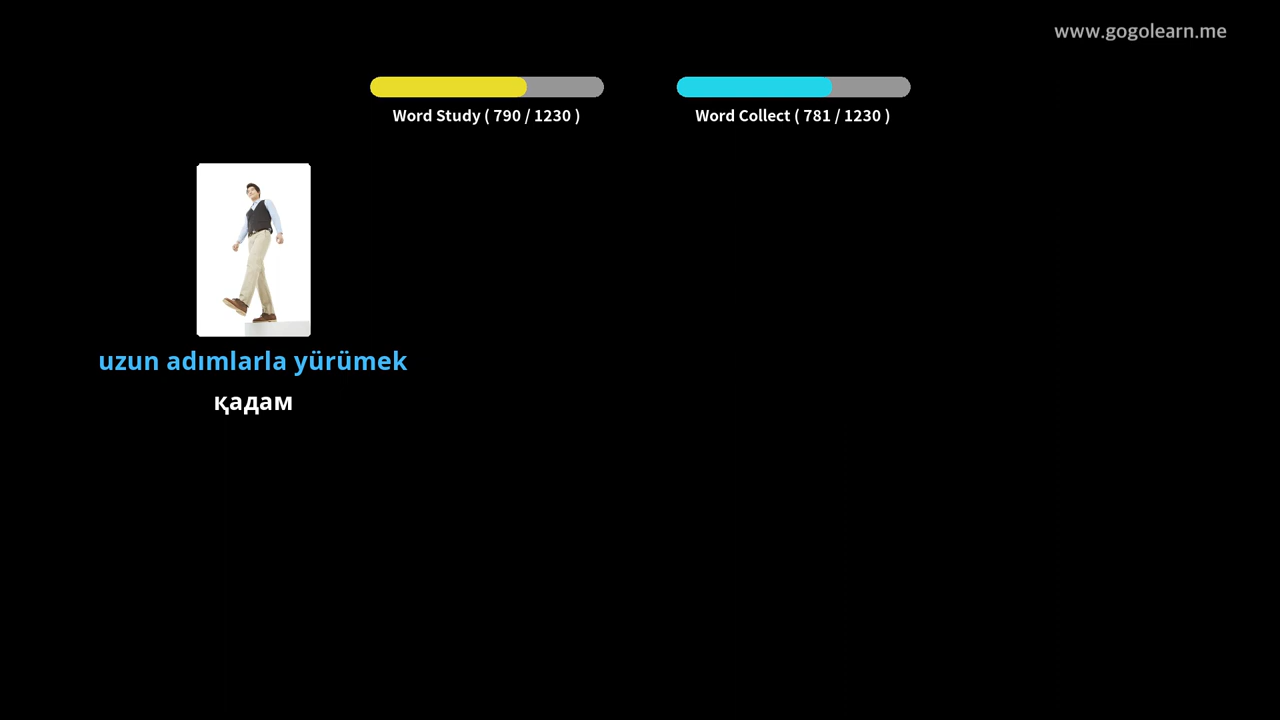 www.gogolearn.me
Word Study ( 790 / 1230 )
Word Collect ( 781 / 1230 )
uzun adımlarla yürümek
қадам